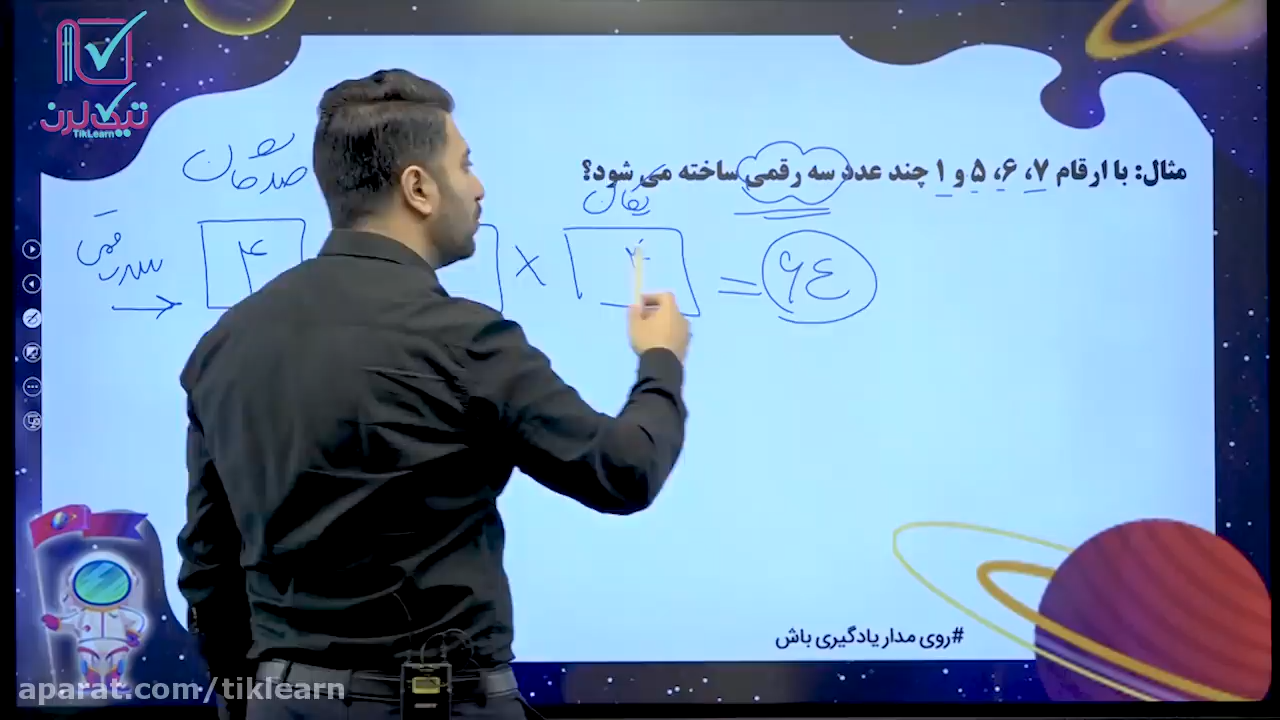 تیک لرن
TikLearn
مثال: با ارقام ۷، ۶، ۵ و ۱ چند عدد سه رقمی ساخته می شود؟
صدگان
یکان
سه رقمی
۴
× ۴ = ۶۴
#روی مدار یادگیری باش
aparat.com/tiklearn